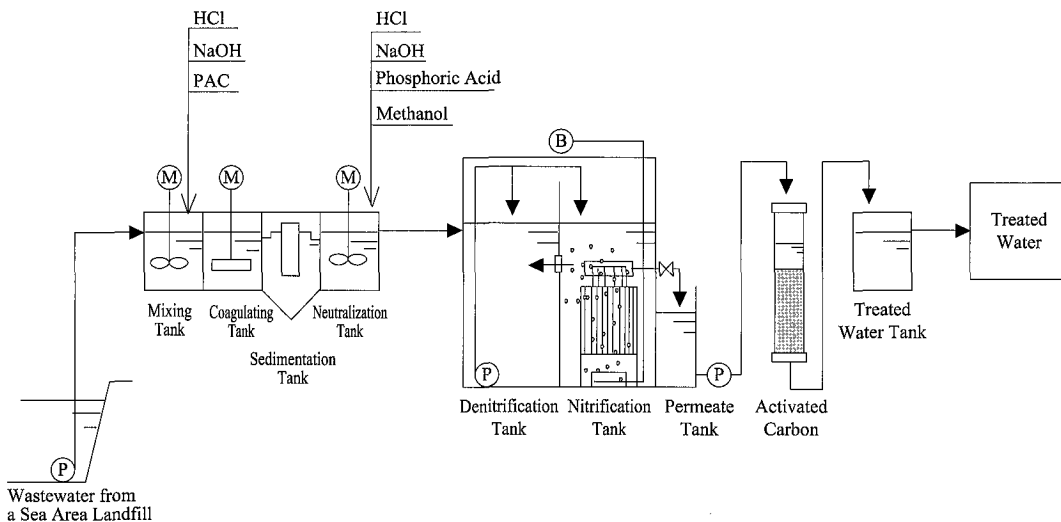 HCl
NaOH
PAC
HCl
NaOH
Phosphoric Acid
Methanol
M
M
M
B
Mixing
Tank
Coagulating
Tank
Sedimentation
Tank
Neutralization
Tank
P
Denitrification
Tank
Nitrification
Tank
Permeate
Tank
P
Activated
Carbon
Treated
Water Tank
Treated
Water
P
Wastewater from
a Sea Area Landfill